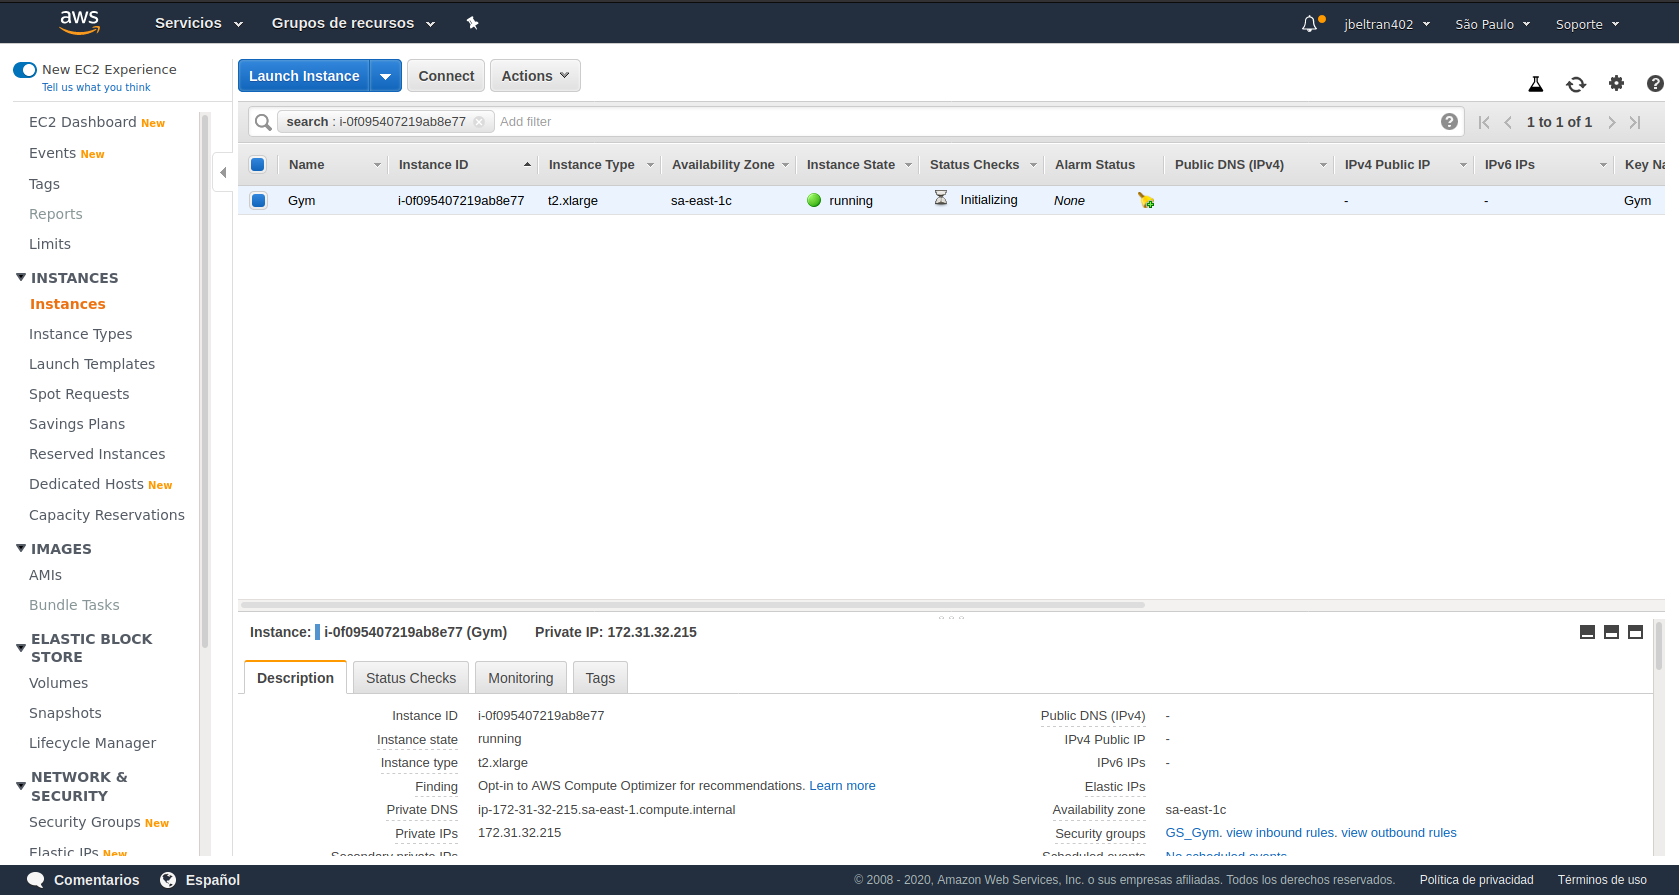 aws Servicios Grupos de recursos jbeltran402 São Paulo Soporte
New EC2 Experience
Tell us what you think
EC2 Dashboard New
Events New
Tags
Reports
Limits
INSTANCES
Instances
Instance Types
Launch Templates
Spot Requests
Savings Plans
Reserved Instances
Dedicated Hosts New
Capacity Reservations
IMAGES
AMIs
Bundle Tasks
ELASTIC BLOCK
STORE
Volumes
Snapshots
Lifecycle Manager
NETWORK &
SECURITY
Security Groups New
Elastic IPs New
Launch Instance Connect Actions
search : i-0f095407219ab8e77 Add filter 1 to 1 of 1
Name Instance ID Instance Type Availability Zone Instance State Status Checks Alarm Status Public DNS (IPv4) IPv4 Public IP IPv6 IPs Key Na
Gym i-0f095407219ab8e77 t2.xlarge sa-east-1c running Initializing None - - Gym
Instance: i-0f095407219ab8e77 (Gym) Private IP: 172.31.32.215
Description Status Checks Monitoring Tags
Instance ID i-0f095407219ab8e77 Public DNS (IPv4) -
Instance state running IPv4 Public IP -
Instance type t2.xlarge IPv6 IPs -
Finding Opt-in to AWS Compute Optimizer for recommendations. Learn more Elastic IPs
Private DNS ip-172-31-32-215.sa-east-1.compute.internal Availability zone sa-east-1c
Private IPs 172.31.32.215 Security groups GS_Gym. view inbound rules. view outbound rules
Secondary private IPs Scheduled events No scheduled events
Comentarios Español © 2008 - 2020, Amazon Web Services, Inc. o sus empresas afiliadas. Todos los derechos reservados. Política de privacidad Términos de uso